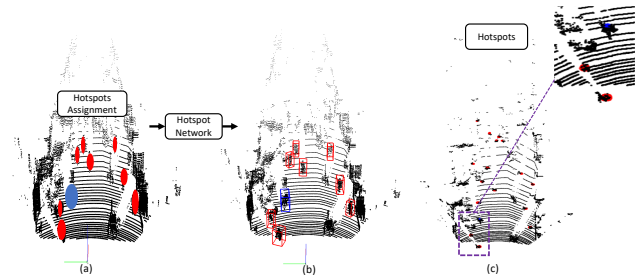 Hotspots
Assignment
Hotspot
Network
Hotspots
(a)
(b)
(c)